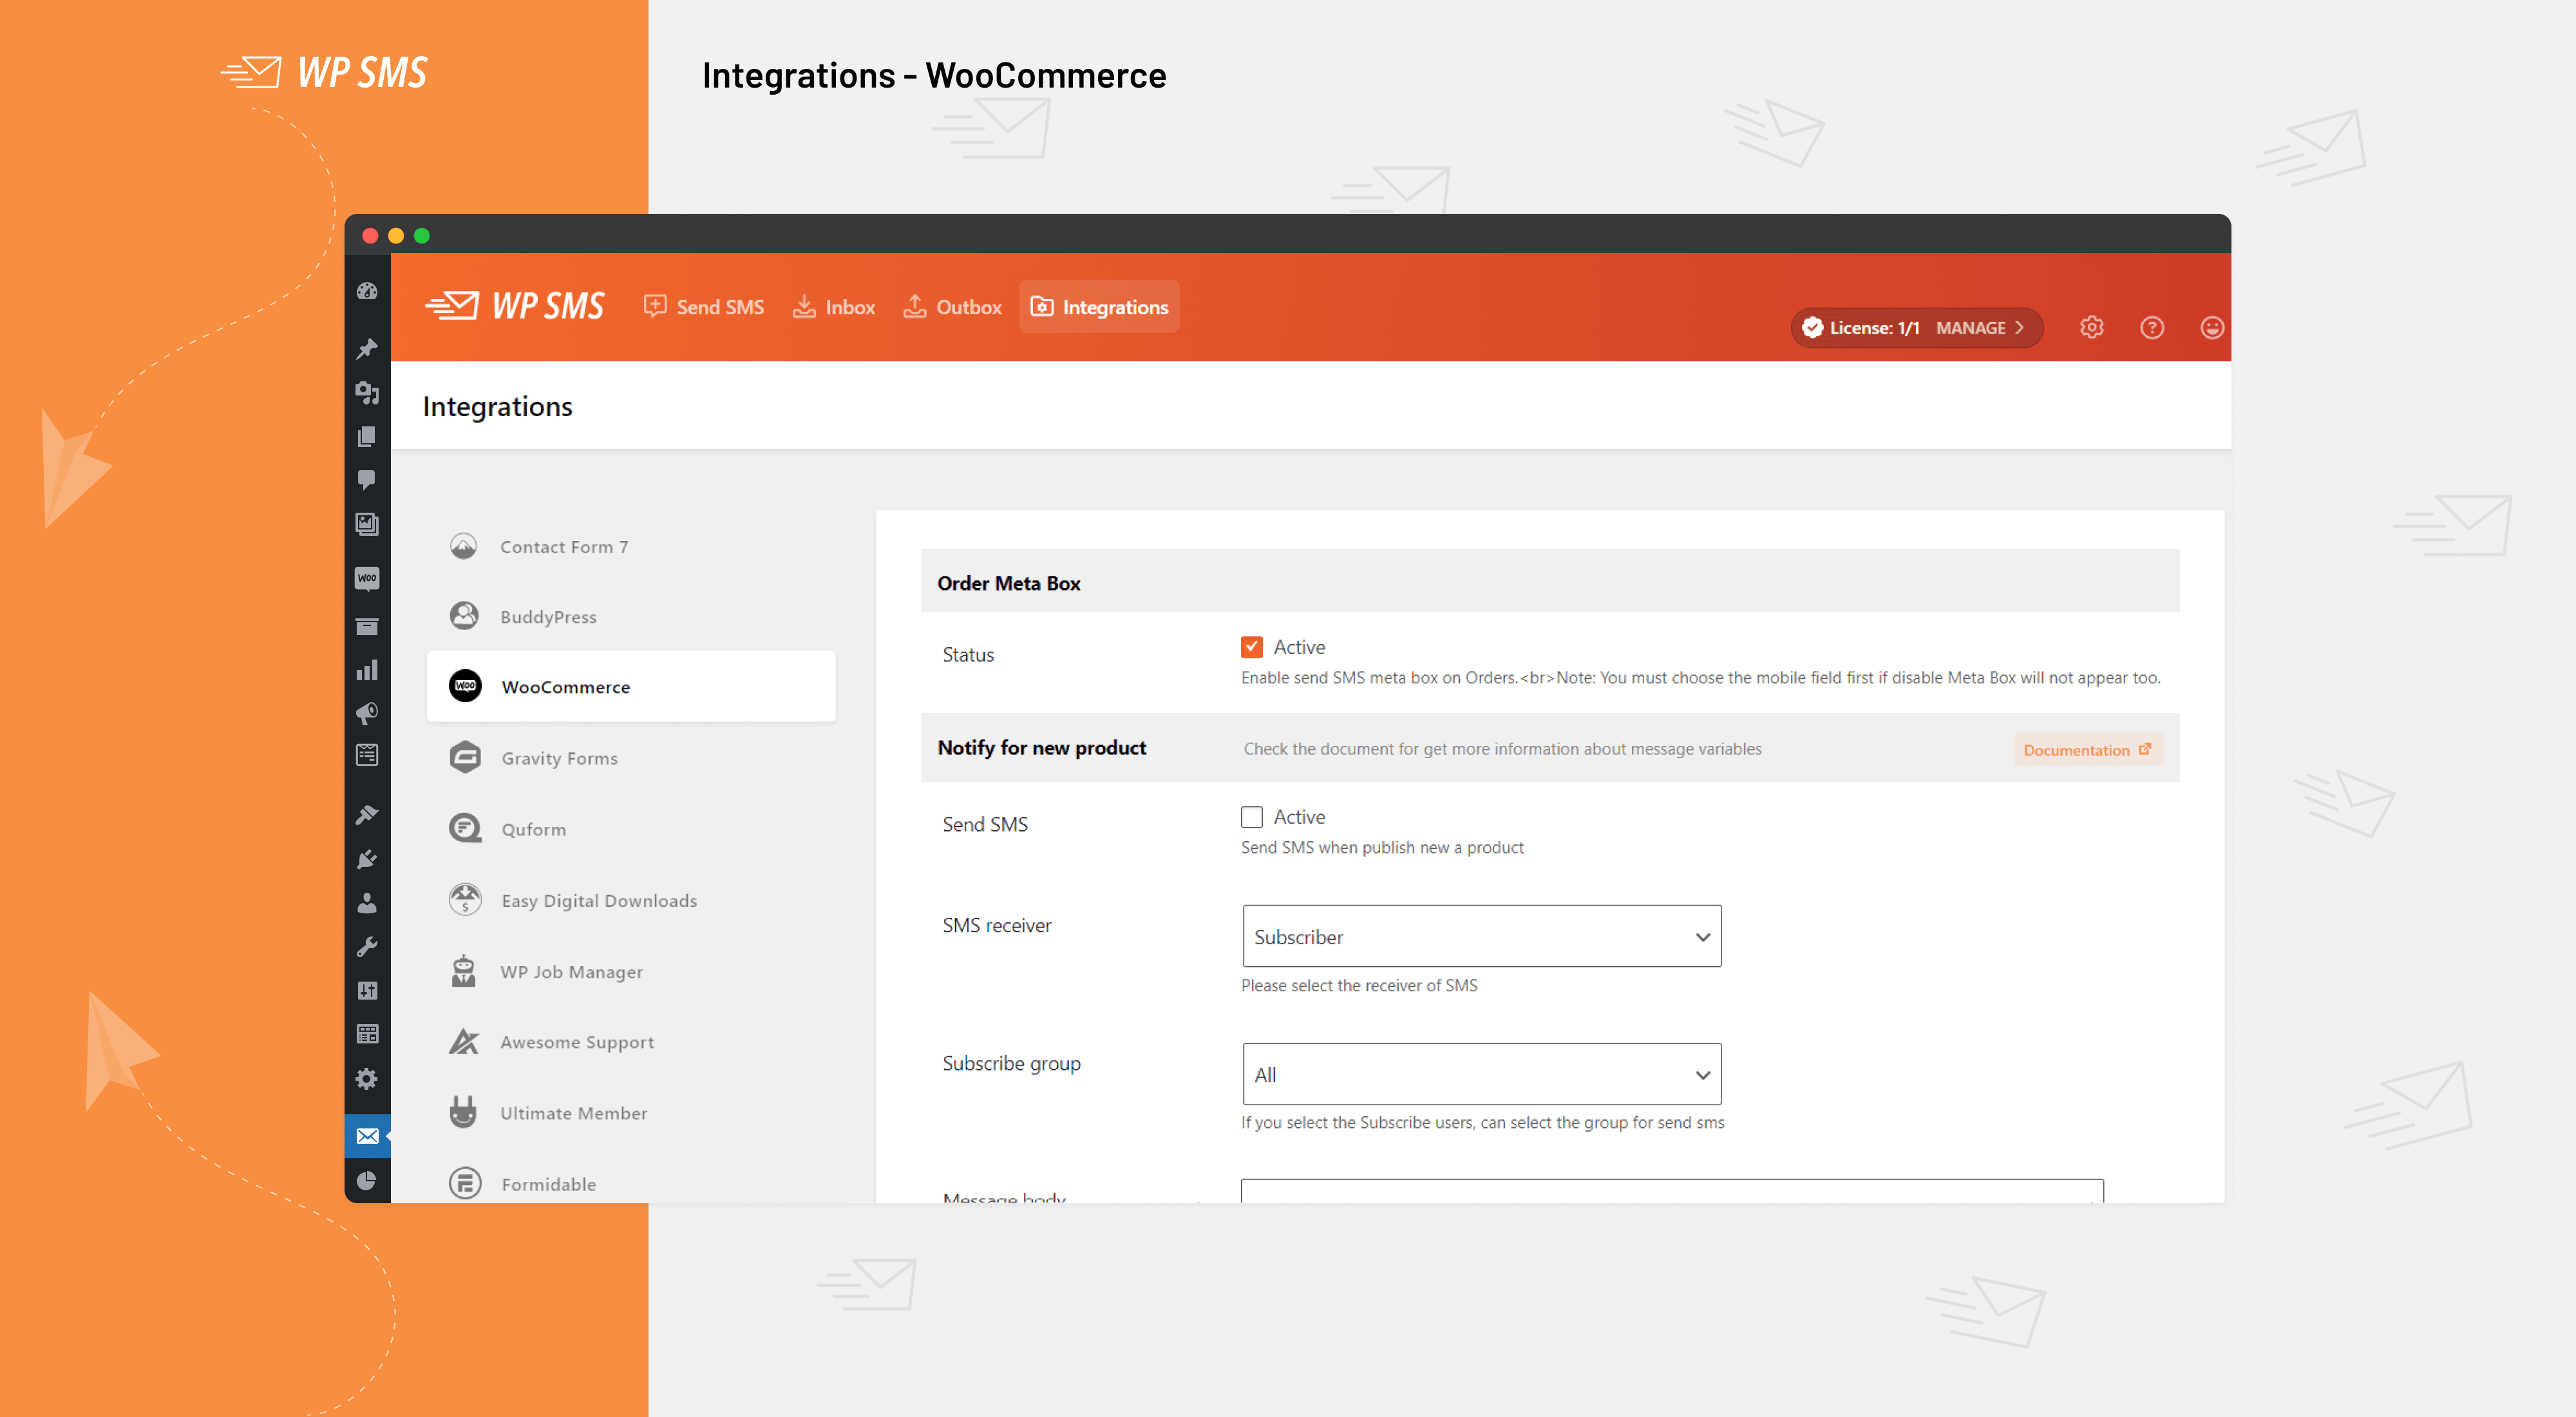 WP SMS
Integrations - WooCommerce
WP SMS
Send SMS
Inbox
Outbox
Integrations
License: 1/1 MANAGE
Integrations
Contact Form 7
BuddyPress
WooCommerce
Gravity Forms
Quform
Easy Digital Downloads
WP Job Manager
Awesome Support
Ultimate Member
Formidable
Order Meta Box
Status
Active
Enable send SMS meta box on Orders.<br>Note: You must choose the mobile field first if disable Meta Box will not appear too.
Notify for new product
Check the document for get more information about message variables
Documentation
Send SMS
Active
Send SMS when publish new a product
SMS receiver
Subscriber
Please select the receiver of SMS
Subscribe group
All
If you select the Subscribe users, can select the group for send sms
Message body